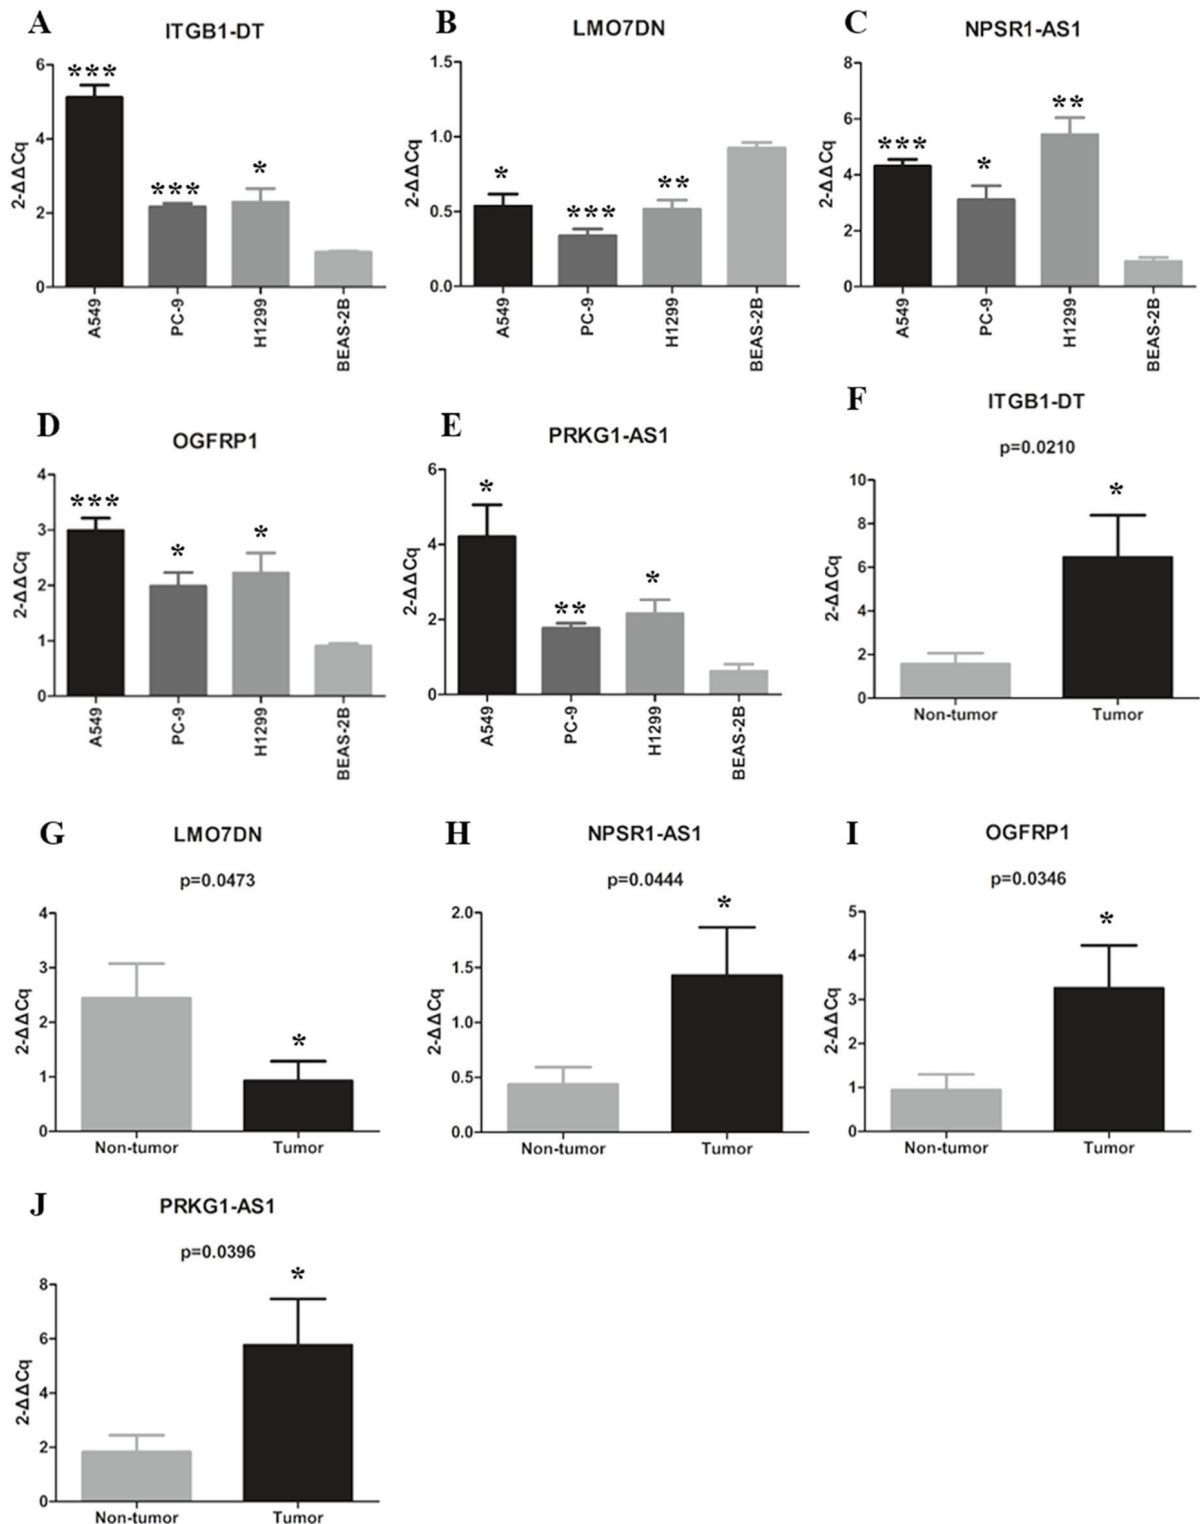 A
ITGB1-DT
***
***
*
2-ΔΔCq
6
4
2
0
A549
PC-9
H1299
BEAS-2B
B
LMO7DN
*
***
**
2-ΔΔCq
1.5
1.0
0.5
0.0
A549
PC-9
H1299
BEAS-2B
C
NPSR1-AS1
***
*
**
2-ΔΔCq
8
6
4
2
0
A549
PC-9
H1299
BEAS-2B
D
OGFRP1
***
*
*
2-ΔΔCq
4
3
2
1
0
A549
PC-9
H1299
BEAS-2B
E
PRKG1-AS1
*
**
*
2-ΔΔCq
6
4
2
0
A549
PC-9
H1299
BEAS-2B
F
ITGB1-DT
p=0.0210
*
2-ΔΔCq
10
8
6
4
2
0
Non-tumor
Tumor
G
LMO7DN
p=0.0473
*
2-ΔΔCq
4
3
2
1
0
Non-tumor
Tumor
H
NPSR1-AS1
p=0.0444
*
2-ΔΔCq
2.0
1.5
1.0
0.5
0.0
Non-tumor
Tumor
I
OGFRP1
p=0.0346
*
2-ΔΔCq
5
4
3
2
1
0
Non-tumor
Tumor
J
PRKG1-AS1
p=0.0396
*
2-ΔΔCq
8
6
4
2
0
Non-tumor
Tumor